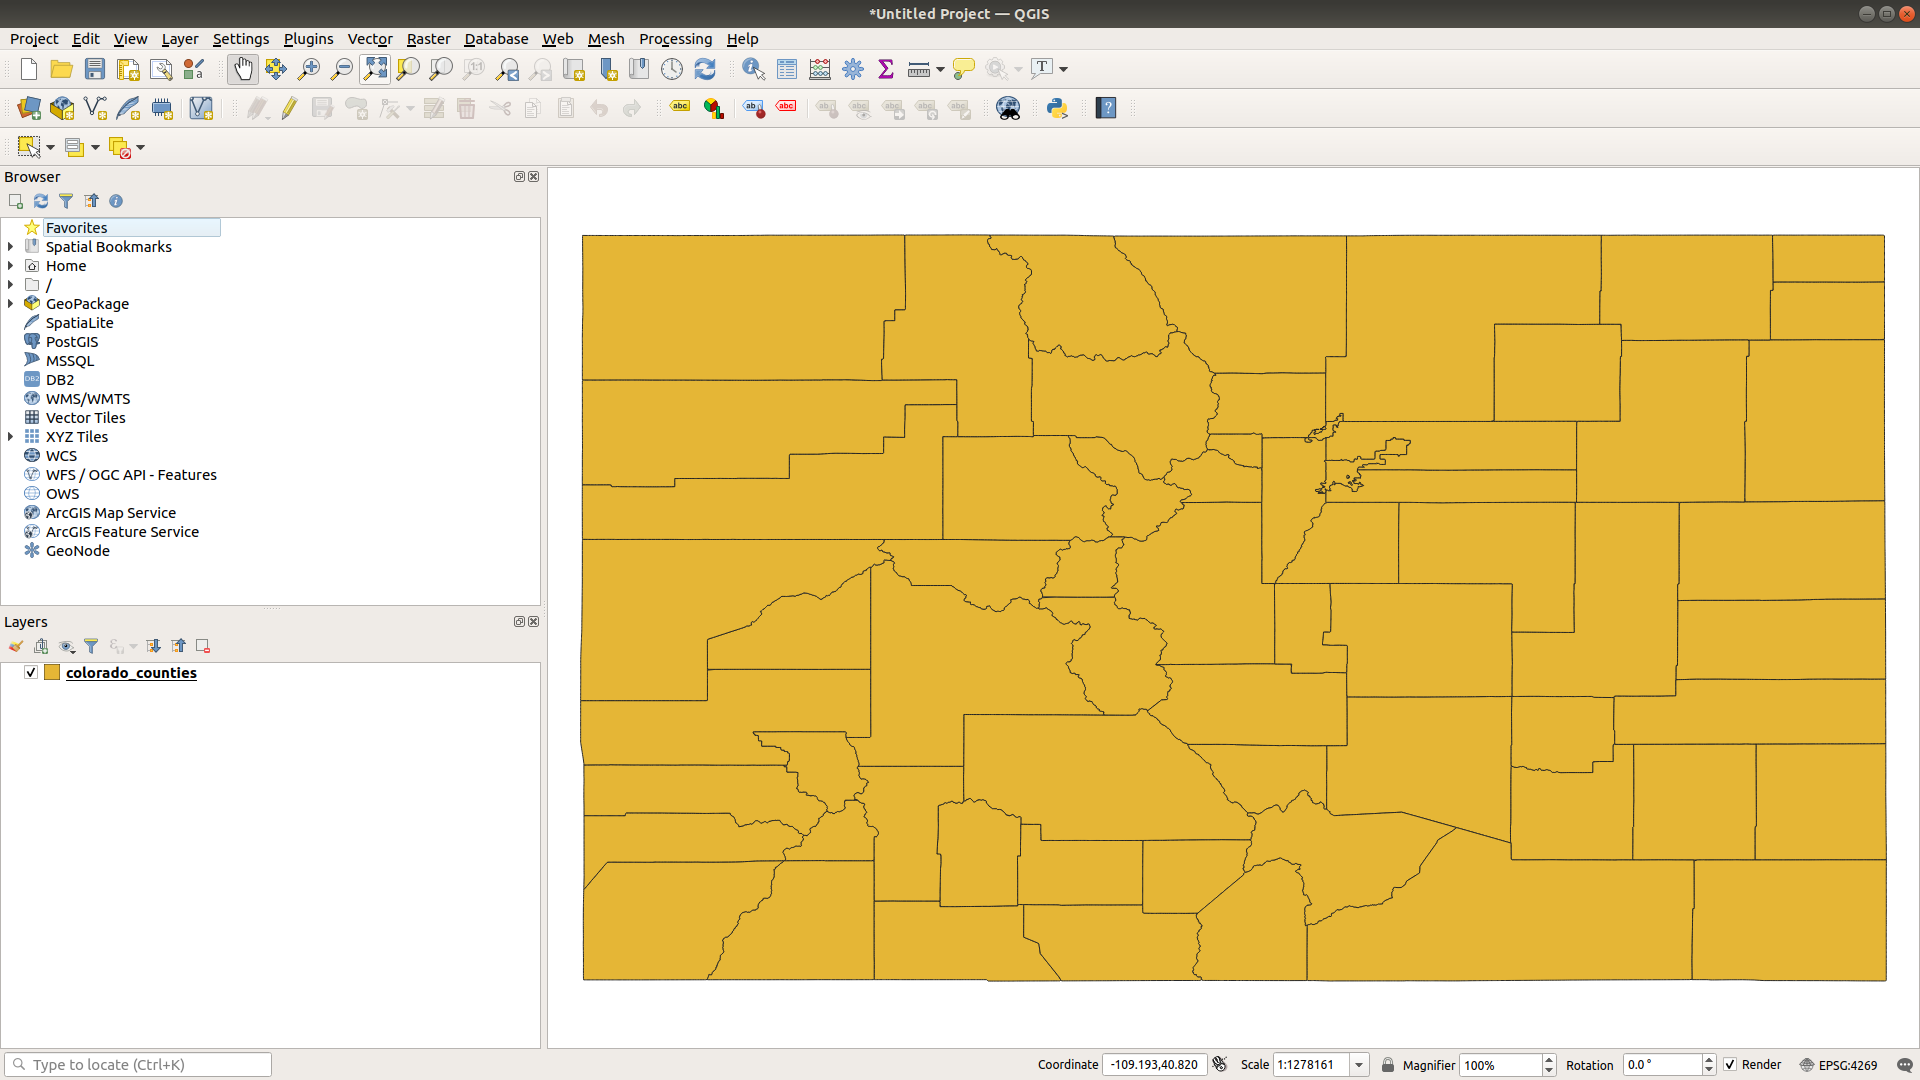 *Untitled Project — QGIS
Project Edit View Layer Settings Plugins Vector Raster Database Web Mesh Processing Help
Browser
Favorites
Spatial Bookmarks
Home
/
GeoPackage
SpatiaLite
PostGIS
MSSQL
DB2
WMS/WMTS
Vector Tiles
XYZ Tiles
WCS
WFS / OGC API - Features
OWS
ArcGIS Map Service
ArcGIS Feature Service
GeoNode
Layers
colorado_counties
Type to locate (Ctrl+K)
Coordinate -109.193,40.820 Scale 1:1278161 Magnifier 100% Rotation 0.0 ° Render EPSG:4269